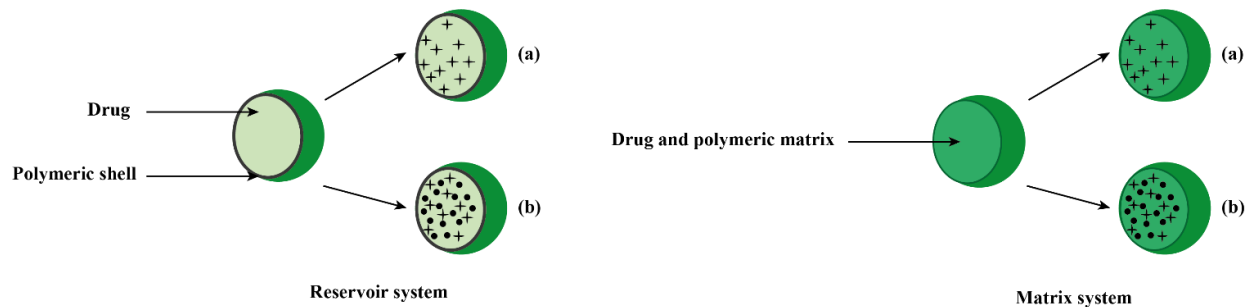 (a)
Drug
Polymeric shell
(b)
Reservoir system
(a)
Drug and polymeric matrix
(b)
Matrix system